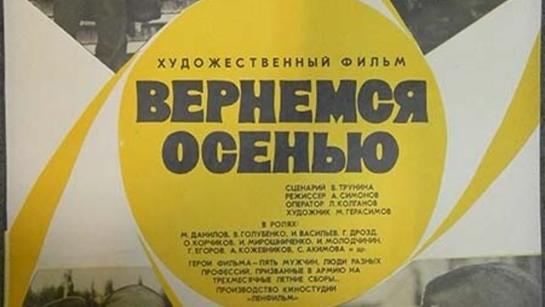 ХУДОЖЕСТВЕННЫЙ ФИЛЬМ
ВЕРНЕМСЯ
ОСЕНЬЮ
СЦЕНАРИЙ В. ТРУНИНА
РЕЖИССЕР А. СИМОНОВ
ОПЕРАТОР Л. КОЛГАНОВ
ХУДОЖНИК М. ГЕРАСИМОВ
В РОЛЯХ:
М. ДАНИЛОВ, В. ГОЛУБЕНКО, И. ВАСИЛЬЕВ, Г. ДРОЗД,
О. КОРЧИКОВ, И. МИРОШНИЧЕНКО, И. МОЛОДЧИНИН,
Г. ЕГОРОВ, А. КОЖЕВНИКОВ, С. АКИМОВА и др.
ГЕРОИ ФИЛЬМА—ПЯТЬ МУЖЧИН, ЛЮДИ РАЗНЫХ
ПРОФЕССИЙ, ПРИЗВАННЫЕ В АРМИЮ НА
ТРЕХМЕСЯЧНЫЕ ЛЕТНИЕ СБОРЫ...
ПРОИЗВОДСТВО КИНОСТУДИИ
"ЛЕНФИЛЬМ"